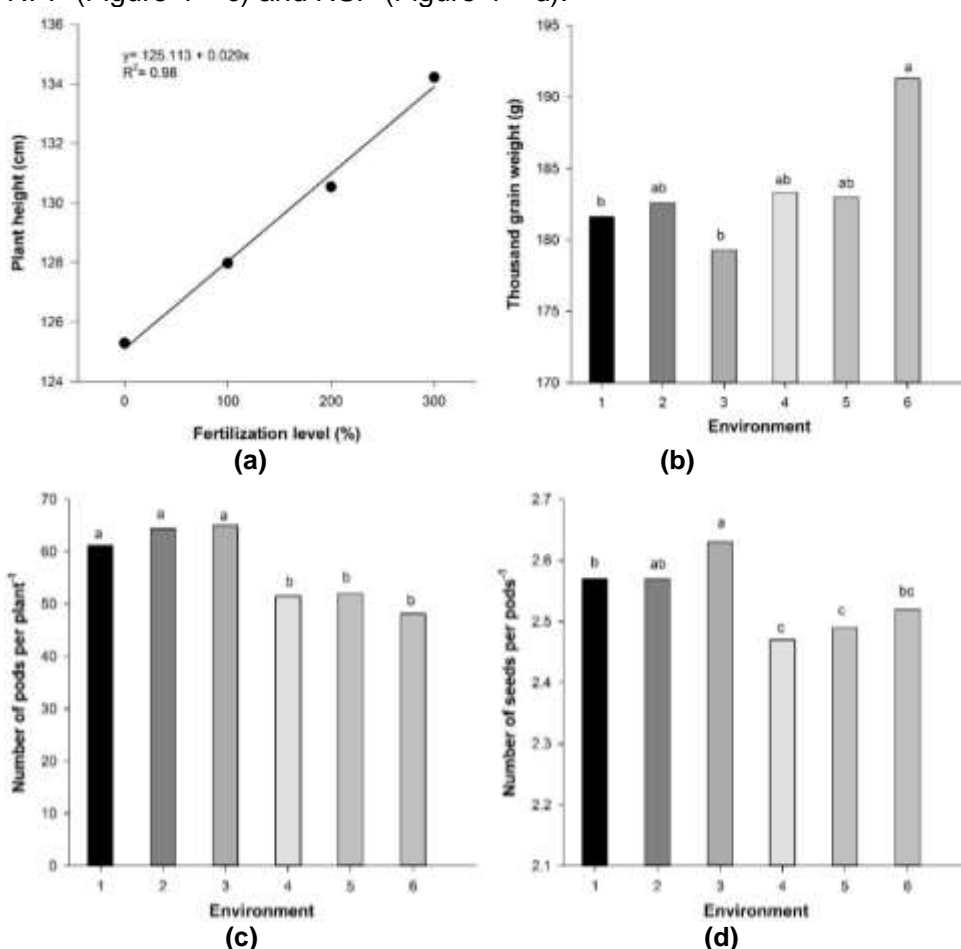 NPP (Figure 1 – c) and NSP (Figure 1 – d).
y= 125.113 + 0.029x
R²= 0.98
Plant height (cm)
136
134
132
130
128
126
124
0 100 200 300
Fertilization level (%)
(a)
Thousand grain weight (g)
195
190
185
180
175
170
b ab b ab ab a
1 2 3 4 5 6
Environment
(b)
Number of pods per plant⁻¹
70
60
50
40
30
20
10
0
a a a b b b
1 2 3 4 5 6
Environment
(c)
Number of seeds per pods⁻¹
2.7
2.6
2.5
2.4
2.3
2.2
2.1
b ab a c c bc
1 2 3 4 5 6
Environment
(d)